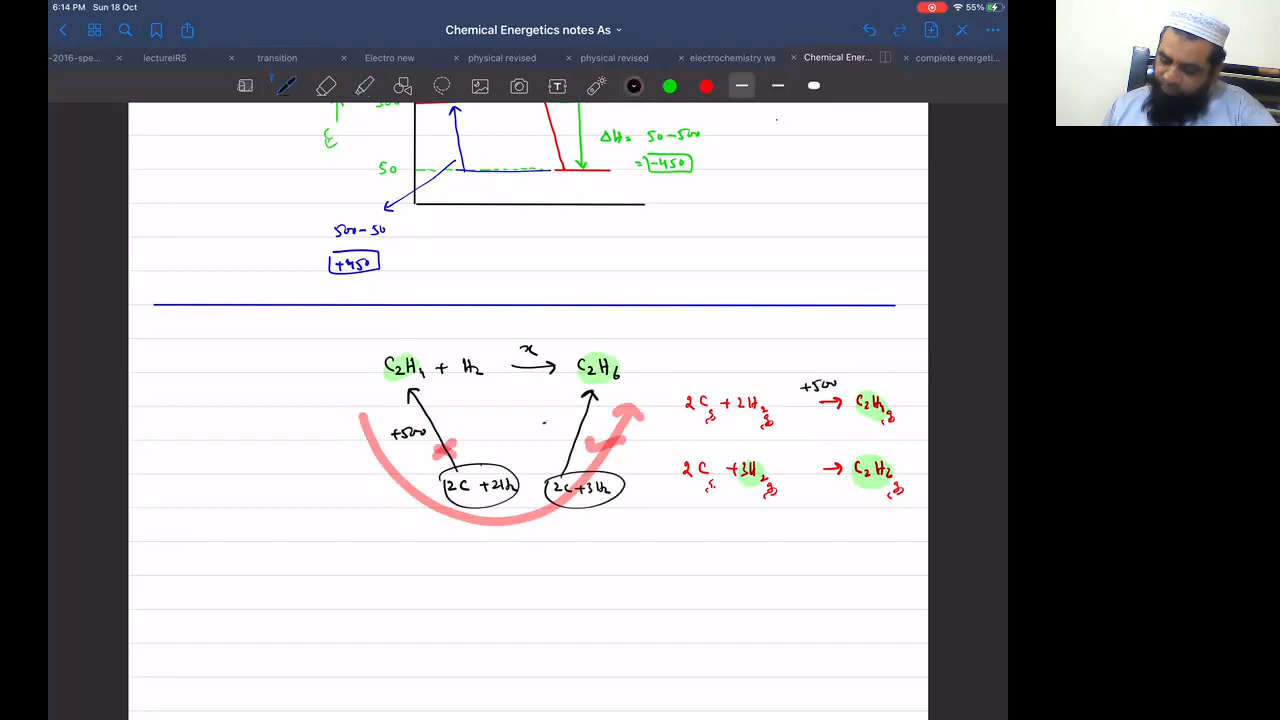 6:14 PM Sun 18 Oct
55%
Chemical Energetics notes As
-2016-spe...
lectureIR5
transition
Electro new
physical revised
physical revised
electrochemistry ws
Chemical Ener...
complete energeti...
50
ΔH = 50-500
= -450
500-50
+450
C2H4 + H2 x → C2H6
+500
2C + 2H2
2C + 3H2
+500
2C + 2H2 → C2H4
2C + 3H2 → C2H6